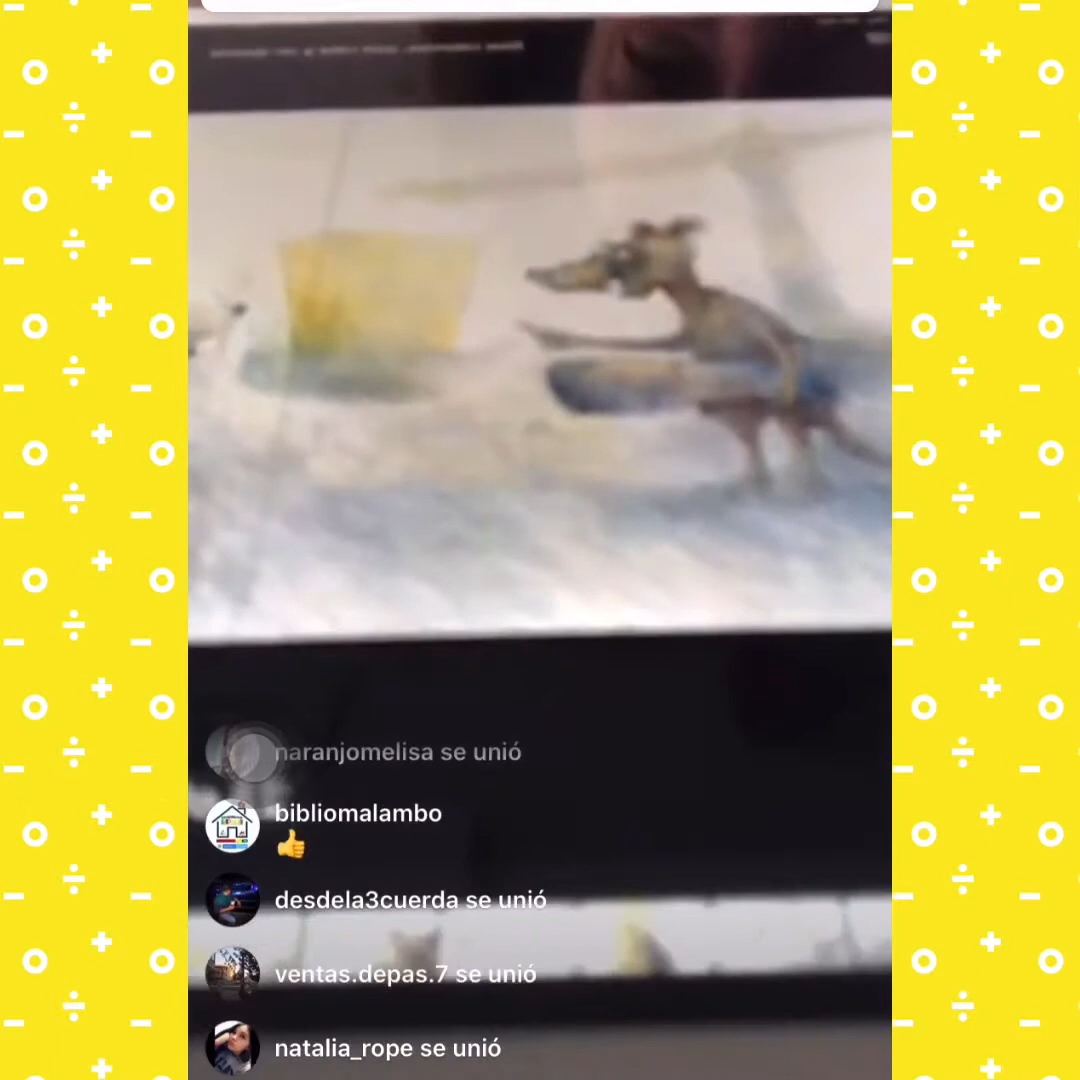 naranjomelisa se unió
bibliomalambo
👍
desdela3cuerda se unió
ventas.depas.7 se unió
natalia_rope se unió